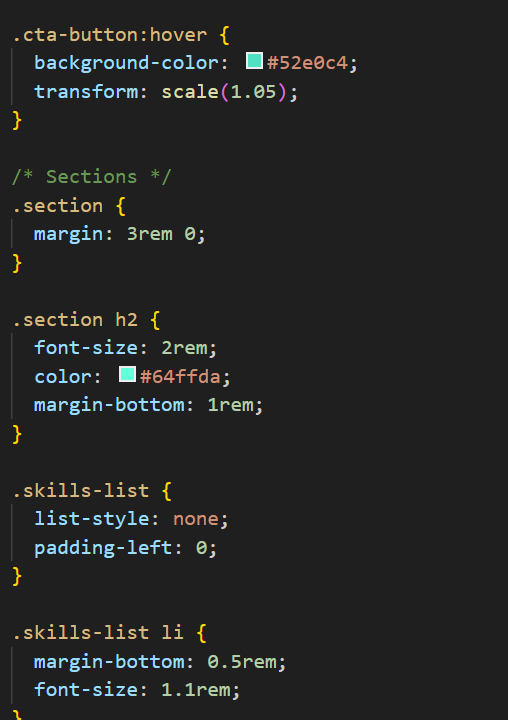 .cta-button:hover {
  background-color: #52e0c4;
  transform: scale(1.05);
}

/* Sections */
.section {
  margin: 3rem 0;
}

.section h2 {
  font-size: 2rem;
  color: #64ffda;
  margin-bottom: 1rem;
}

.skills-list {
  list-style: none;
  padding-left: 0;
}

.skills-list li {
  margin-bottom: 0.5rem;
  font-size: 1.1rem;
}